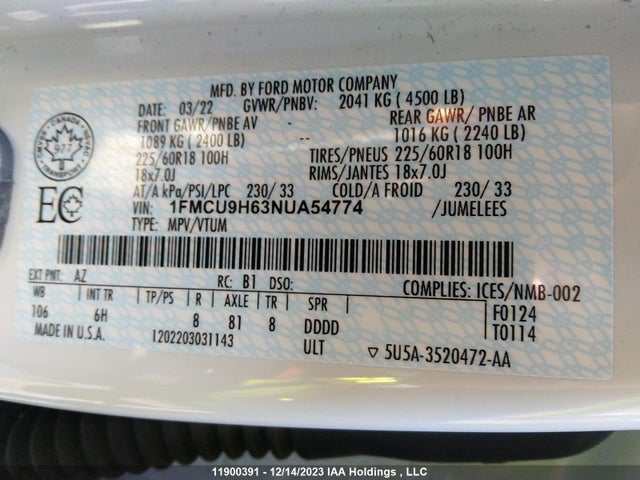 MFD. BY FORD MOTOR COMPANY
DATE: 03/22 GVWR/PNBV: 2041 KG ( 4500 LB)
FRONT GAWR/PNBE AV -- REAR GAWR/ PNBE AR
1089 KG ( 2400 LB) -- 1016 KG ( 2240 LB)
225/60R18 100H TIRES/PNEUS 225/60R18 100H
18x7.0J RIMS/JANTES 18x7.0J
AT/A kPa/PSI/LPC 230/ 33 COLD/A FROID 230/ 33
VIN: 1FMCU9H63NUA54774 /JUMELEES
TYPE: MPV/VTUM
CANADA
TRANSPORT
EC
EXT PNT: AZ RC: B1 DSO: COMPLIES: ICES/NMB-002
WB INT TR TP/PS R AXLE TR SPR F0124
106 6H 8 81 8 DDDD T0114
MADE IN U.S.A. 1202203031143 ULT ▽ 5U5A-3520472-AA
11900391 - 12/14/2023 IAA Holdings , LLC